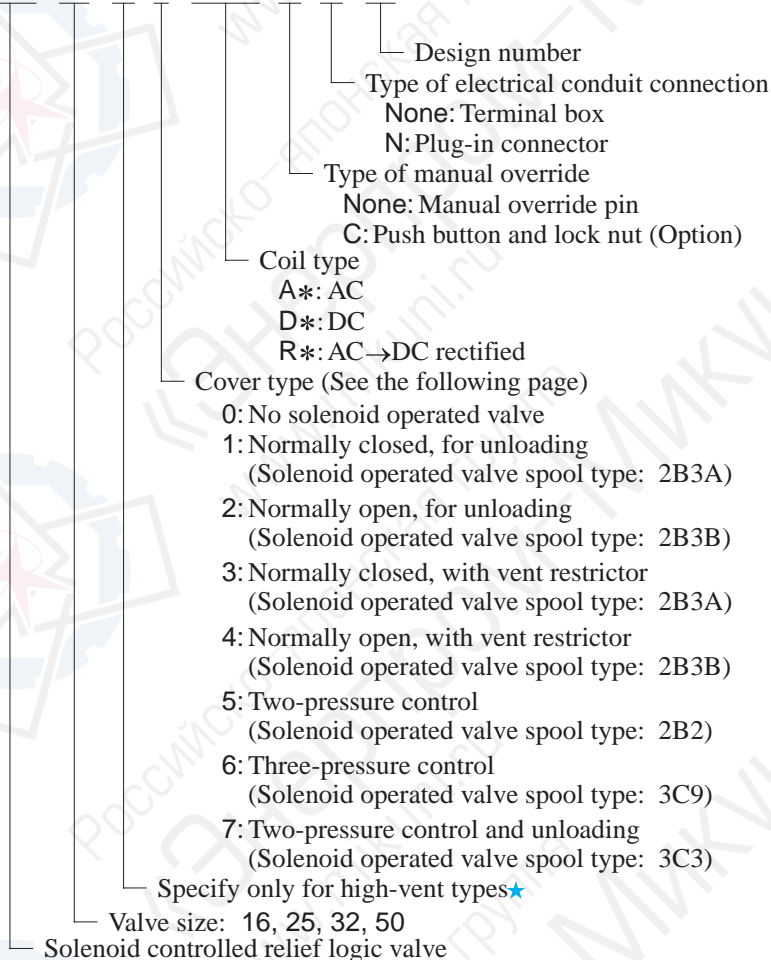 Design number
Type of electrical conduit connection
None: Terminal box
N: Plug-in connector
Type of manual override
None: Manual override pin
C: Push button and lock nut (Option)
Coil type
A*: AC
D*: DC
R*: AC→DC rectified
Cover type (See the following page)
0: No solenoid operated valve
1: Normally closed, for unloading
(Solenoid operated valve spool type: 2B3A)
2: Normally open, for unloading
(Solenoid operated valve spool type: 2B3B)
3: Normally closed, with vent restrictor
(Solenoid operated valve spool type: 2B3A)
4: Normally open, with vent restrictor
(Solenoid operated valve spool type: 2B3B)
5: Two-pressure control
(Solenoid operated valve spool type: 2B2)
6: Three-pressure control
(Solenoid operated valve spool type: 3C9)
7: Two-pressure control and unloading
(Solenoid operated valve spool type: 3C3)
Specify only for high-vent types★
Valve size: 16, 25, 32, 50
Solenoid controlled relief logic valve